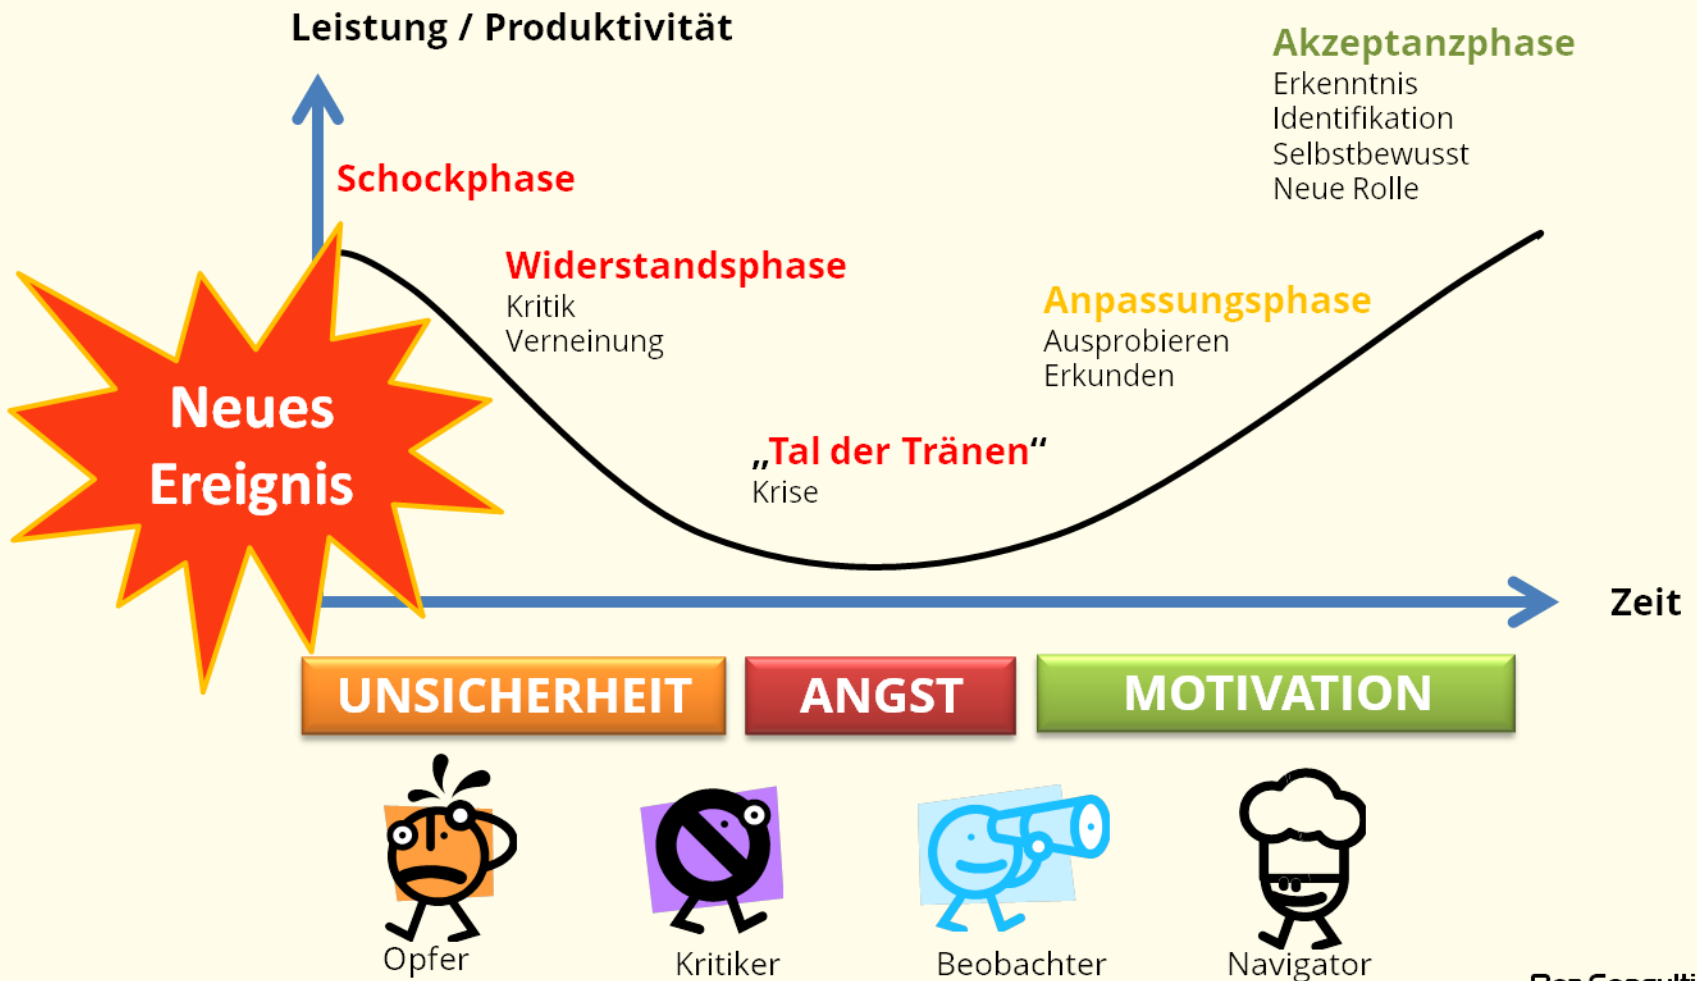 Leistung / Produktivität
Akzeptanzphase
Erkenntnis
Identifikation
Selbstbewusst
Neue Rolle
Schockphase
Widerstandsphase
Kritik
Verneinung
Anpassungsphase
Ausprobieren
Erkunden
Neues
Ereignis
„Tal der Tränen“
Krise
Zeit
UNSICHERHEIT
ANGST
MOTIVATION
Opfer
Kritiker
Beobachter
Navigator